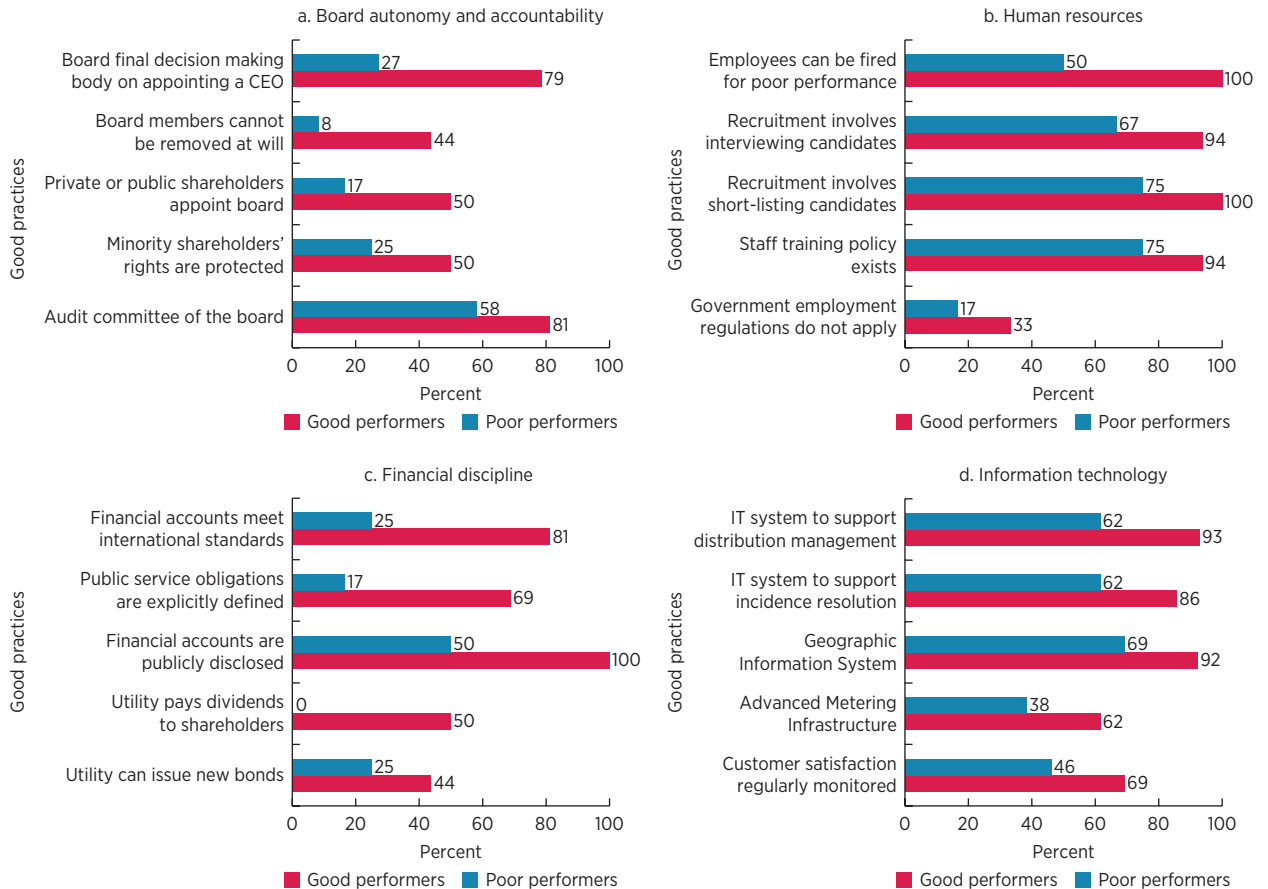 a. Board autonomy and accountability
Good practices
Board final decision making
body on appointing a CEO
27
79
Board members cannot
be removed at will
8
44
Private or public shareholders
appoint board
17
50
Minority shareholders'
rights are protected
25
50
Audit committee of the board
58
81
0 20 40 60 80 100
Percent
Good performers Poor performers
b. Human resources
Good practices
Employees can be fired
for poor performance
50
100
Recruitment involves
interviewing candidates
67
94
Recruitment involves
short-listing candidates
75
100
Staff training policy
exists
75
94
Government employment
regulations do not apply
17
33
0 20 40 60 80 100
Percent
Good performers Poor performers
c. Financial discipline
Good practices
Financial accounts meet
international standards
25
81
Public service obligations
are explicitly defined
17
69
Financial accounts are
publicly disclosed
50
100
Utility pays dividends
to shareholders
0
50
Utility can issue new bonds
25
44
0 20 40 60 80 100
Percent
Good performers Poor performers
d. Information technology
Good practices
IT system to support
distribution management
62
93
IT system to support
incidence resolution
62
86
Geographic
Information System
69
92
Advanced Metering
Infrastructure
38
62
Customer satisfaction
regularly monitored
46
69
0 20 40 60 80 100
Percent
Good performers Poor performers